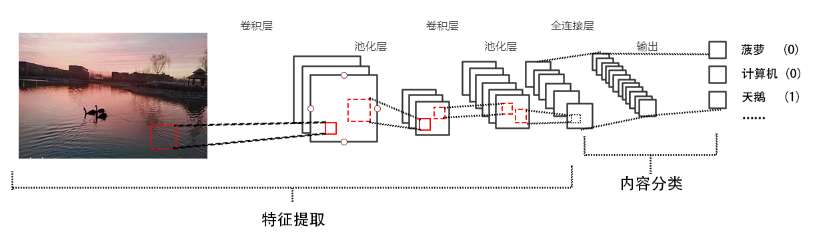 卷积层
卷积层
全连接层
池化层
池化层
输出
菠萝 (0)
计算机 (0)
天鹅 (1)
······
特征提取
内容分类